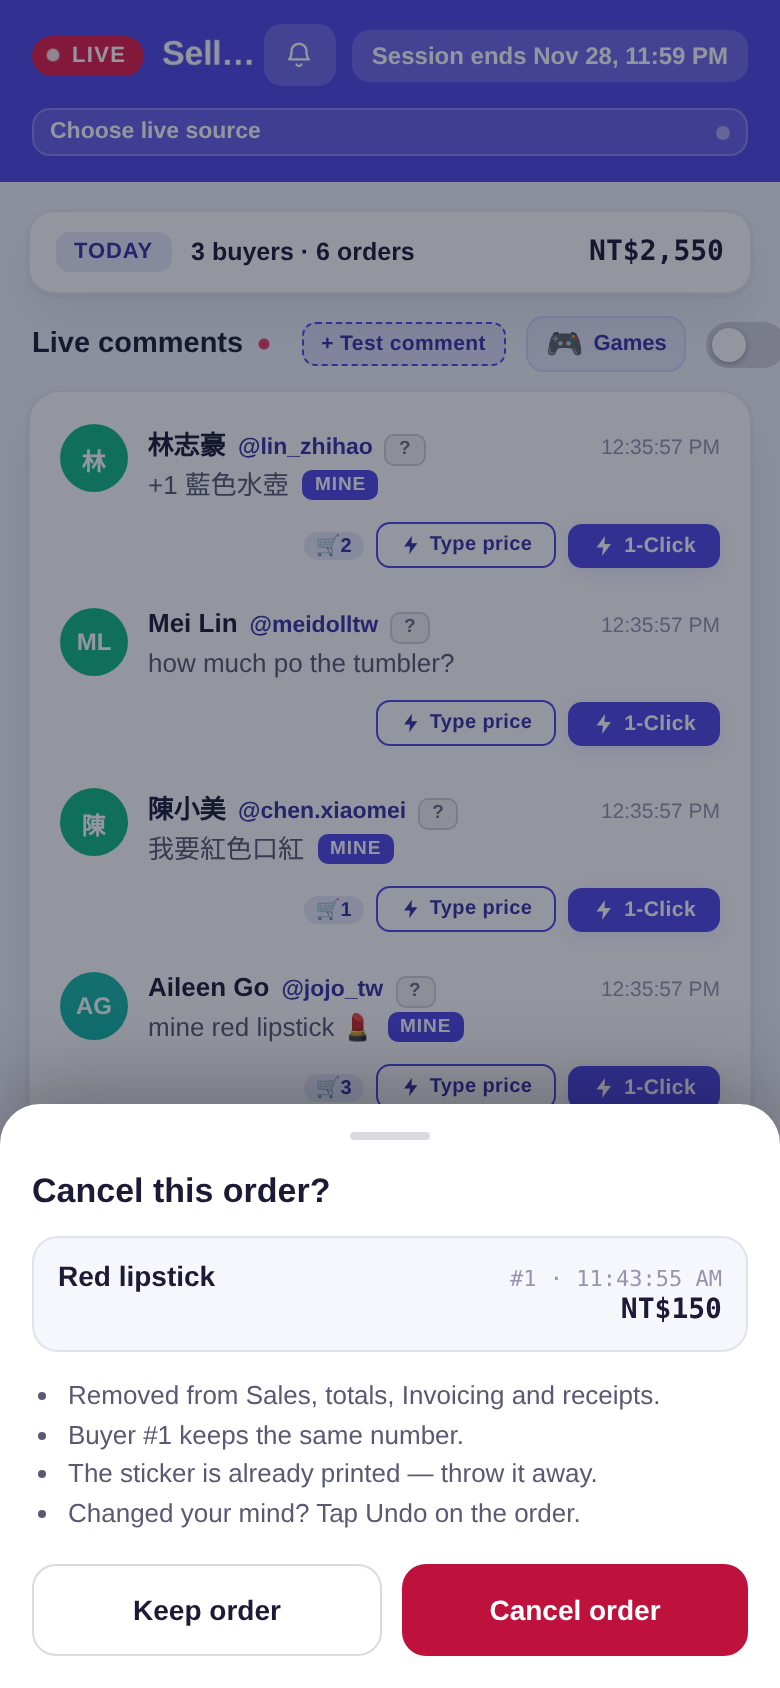 LIVE Sell... Session ends Nov 28, 11:59 PM
Choose live source
TODAY 3 buyers · 6 orders NT$2,550
Live comments + Test comment Games
林 林志豪 @lin_zhihao ? 12:35:57 PM
+1 藍色水壺 MINE
2 Type price 1-Click
ML Mei Lin @meidolltw ? 12:35:57 PM
how much po the tumbler?
Type price 1-Click
陳 陳小美 @chen.xiaomei ? 12:35:57 PM
我要紅色口紅 MINE
1 Type price 1-Click
AG Aileen Go @jojo_tw ? 12:35:57 PM
mine red lipstick 💄 MINE
3 Type price 1-Click
Cancel this order?
Red lipstick #1 · 11:43:55 AM
NT$150
• Removed from Sales, totals, Invoicing and receipts.
• Buyer #1 keeps the same number.
• The sticker is already printed — throw it away.
• Changed your mind? Tap Undo on the order.
Keep order Cancel order